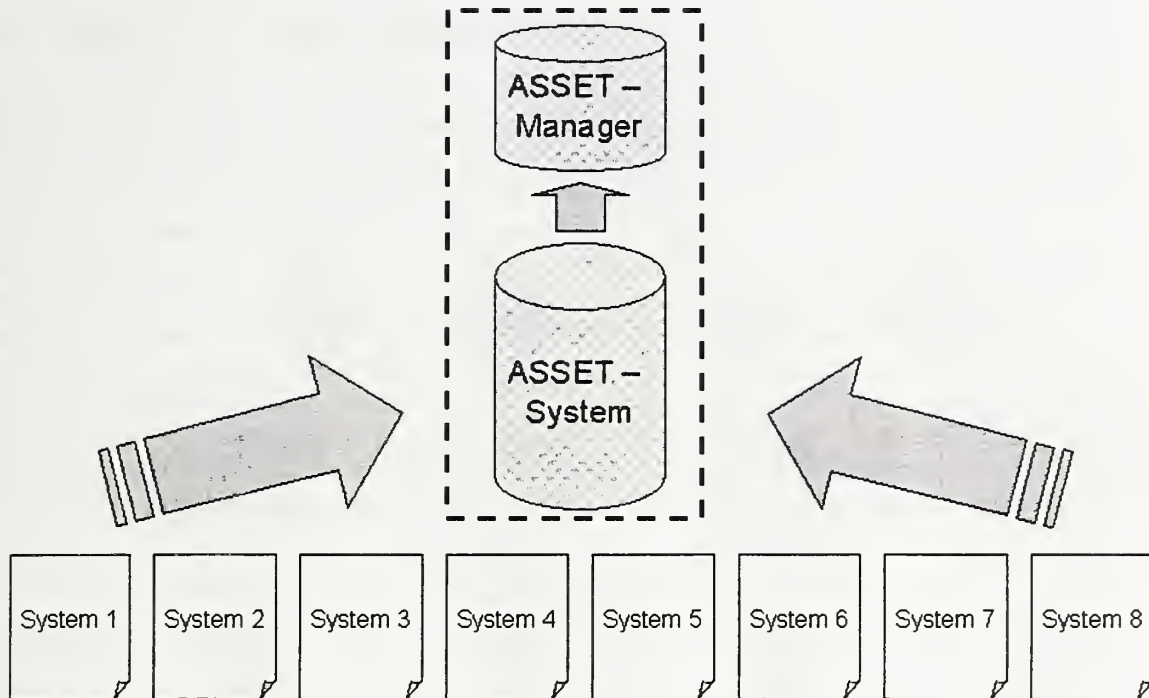 ASSET –
Manager
ASSET –
System
System 1
System 2
System 3
System 4
System 5
System 6
System 7
System 8